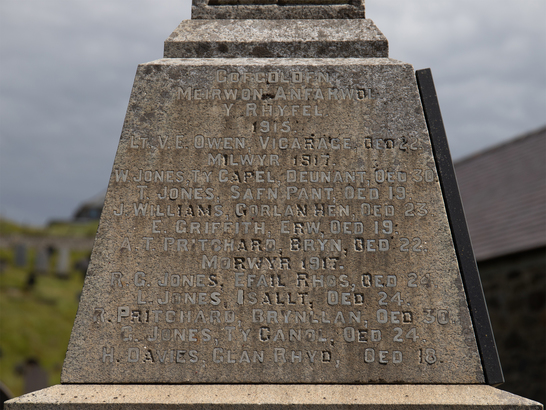 COFGOLOFN
MEIRWON ANFARWOL
Y RHYFEL
1915.
LT. V. E. OWEN, VICARAGE, OED 22.
MILWYR 1917.
W. JONES, TY CAPEL, DEUNANT, OED 30.
T. JONES, SAFN PANT, OED 19.
J. WILLIAMS, GORLAN HEN, OED 23.
E. GRIFFITH, ERW, OED 19.
A. T. PRITCHARD, BRYN, OED 22.
MORWYR 1917.
R. G. JONES, EFAIL RHOS, OED 24.
L. JONES, ISALLT, OED 24.
R. PRITCHARD, BRYNLLAN, OED 30.
JONES, TY CANOL, OED 24.
H. DAVIES, GLAN RHYD, OED 18.